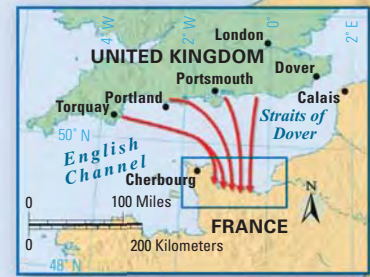 4° W
2° W
0°
2° E
London
UNITED KINGDOM
Dover
Portsmouth
Portland
Calais
Torquay
Straits of
Dover
50° N
English
Channel
Cherbourg
N
0 100 Miles
FRANCE
0 200 Kilometers
48° N